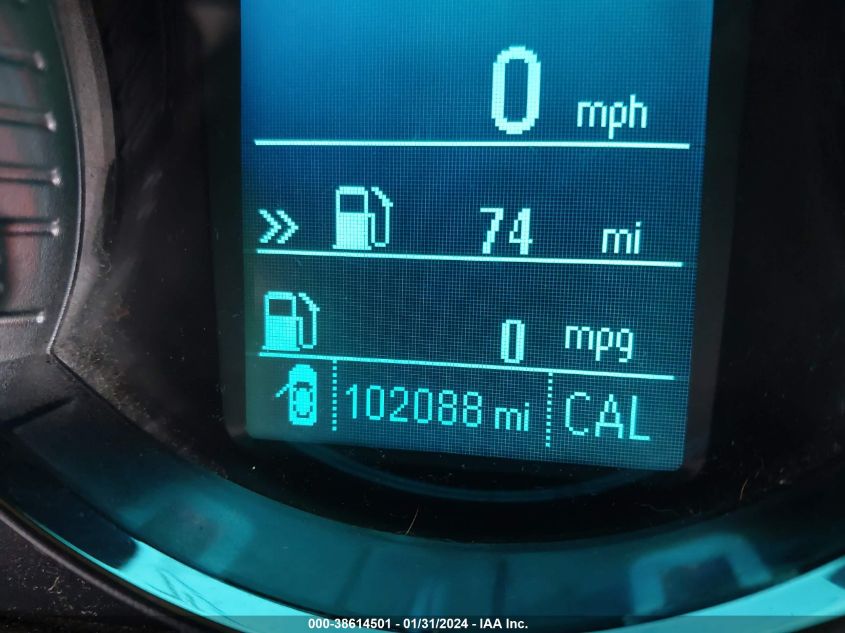 0 mph
74 mi
0 mpg
102088 mi CAL
000-38614501 - 01/31/2024 - IAA Inc.